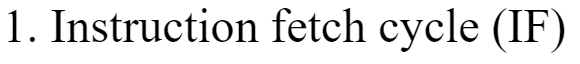 1. Instruction fetch cycle (IF)